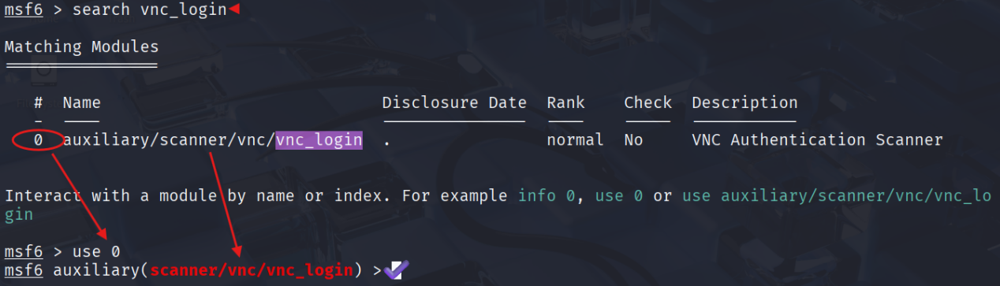 msf6 > search vnc_login
Matching Modules
# Name Disclosure Date Rank Check Description
- ---- --------------- ---- ----- -----------
0 auxiliary/scanner/vnc/vnc_login . normal No VNC Authentication Scanner
Interact with a module by name or index. For example info 0, use 0 or use auxiliary/scanner/vnc/vnc_lo
gin
msf6 > use 0
msf6 auxiliary(scanner/vnc/vnc_login) >